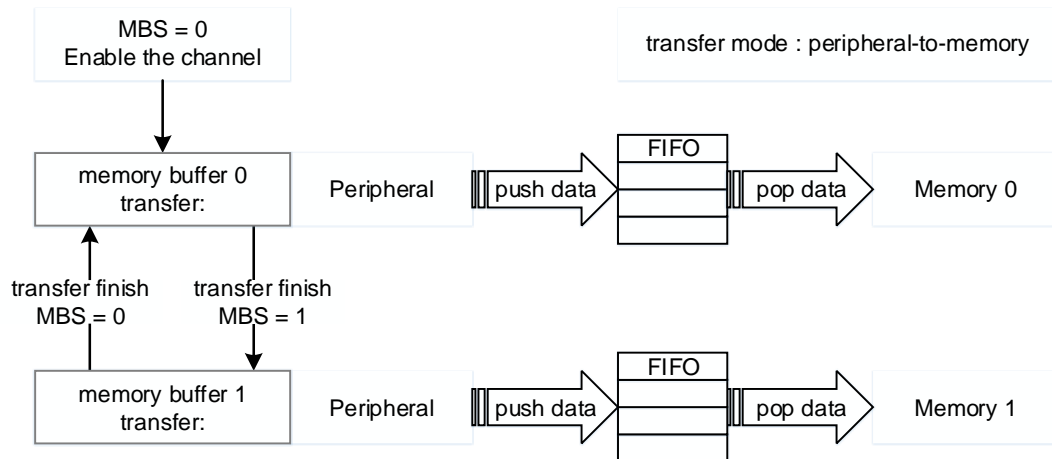 MBS = 0
Enable the channel
transfer mode : peripheral-to-memory
memory buffer 0
transfer:
Peripheral
push data
FIFO
pop data
Memory 0
transfer finish
MBS = 0
transfer finish
MBS = 1
memory buffer 1
transfer:
Peripheral
push data
FIFO
pop data
Memory 1